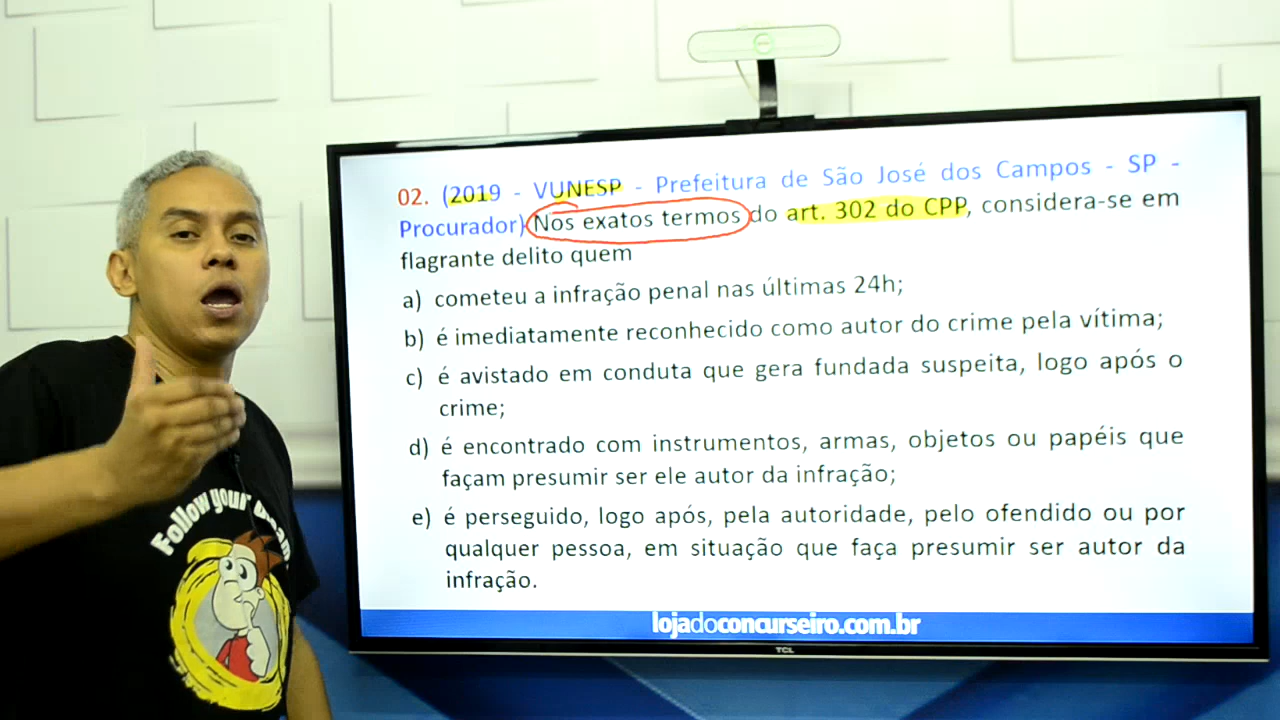 02. (2019 - VUNESP - Prefeitura de São José dos Campos - SP -
Procurador) Nos exatos termos do art. 302 do CPP, considera-se em
flagrante delito quem
a) cometeu a infração penal nas últimas 24h;
b) é imediatamente reconhecido como autor do crime pela vítima;
c) é avistado em conduta que gera fundada suspeita, logo após o
crime;
d) é encontrado com instrumentos, armas, objetos ou papéis que
façam presumir ser ele autor da infração;
e) é perseguido, logo após, pela autoridade, pelo ofendido ou por
qualquer pessoa, em situação que faça presumir ser autor da
infração.
lojadoconcurseiro.com.br
TCL
Follow your